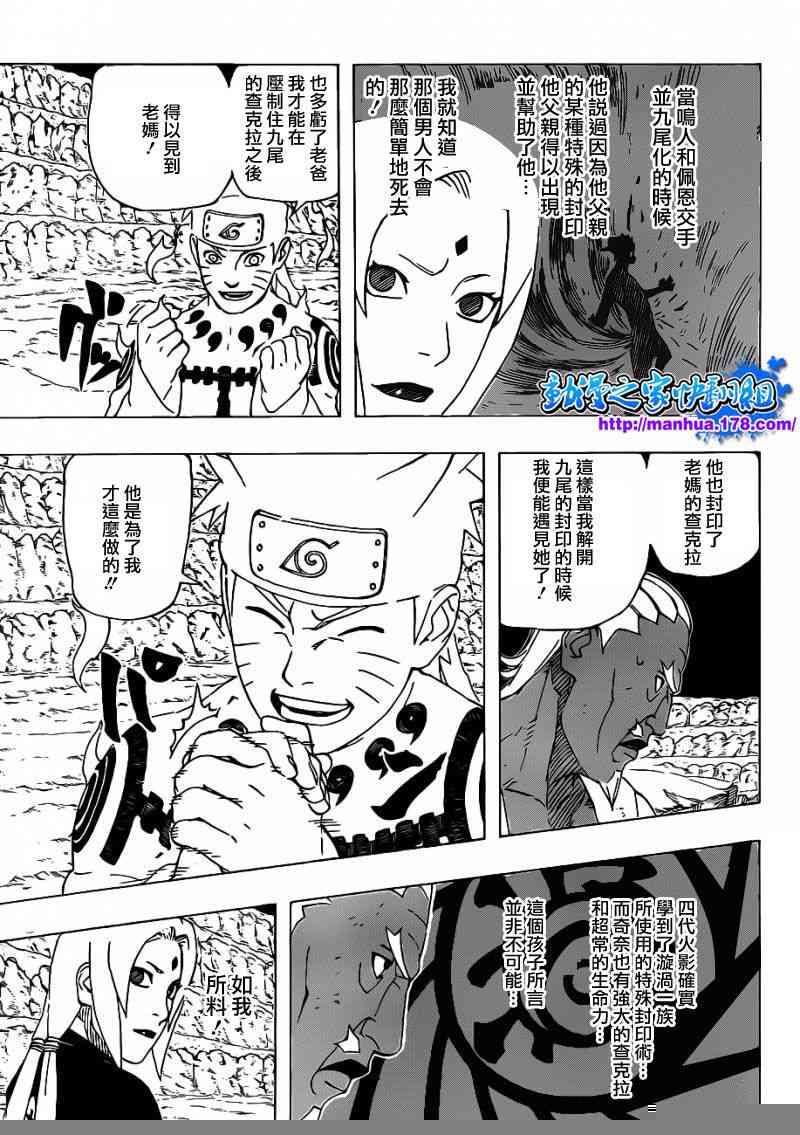 當鳴人和佩恩交手
並九尾化的時候
他說過因為他父親
的某種特殊的封印
他父親得以出現
並幫助了他…
我就知道
那個男人不會
那麼簡單地死去
的!
也多虧了老爸
我才能在
壓制住九尾
的查克拉之後
得以見到
老媽!
グッ
動漫之家快翻組
http://manhua.178.com/
他也封印了
老媽的查克拉
這樣當我解開
九尾的封印的時候
我便能遇見她了!
他是為了我
才這麼做的!!
四代火影確實
學到了漩渦一族
所使用的特殊封印術…
而奇奈也有強大的查克拉
和超常的生命力…
這個孩子所言
並非不可能…
如我
所料!